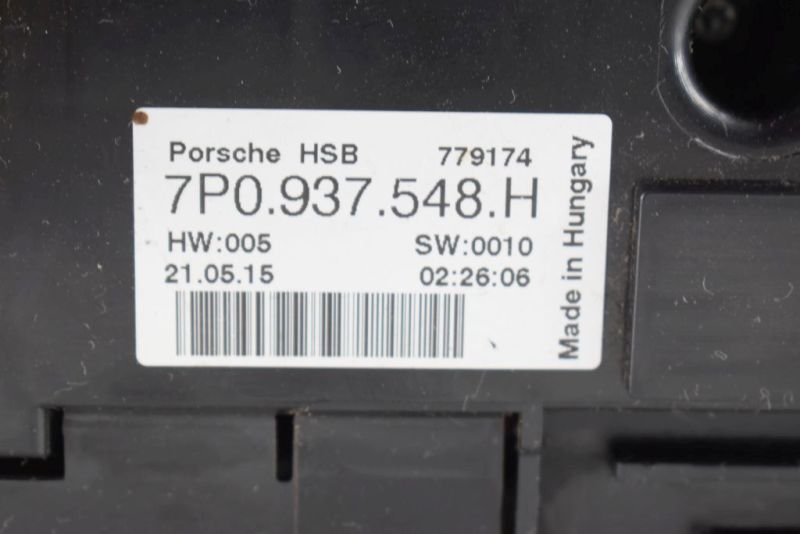 Porsche HSB 779174
7P0.937.548.H
HW:005 SW:0010
21.05.15 02:26:06
Made in Hungary